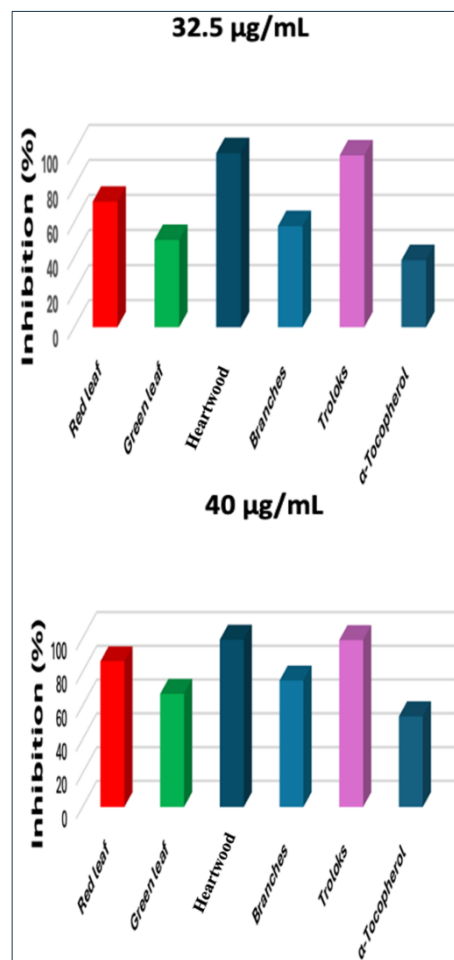 32.5 µg/mL
Inhibition (%)
100
80
60
40
20
0
Red leaf
Green leaf
Heartwood
Branches
Troloks
α-Tocopherol
40 µg/mL
Inhibition (%)
100
80
60
40
20
0
Red leaf
Green leaf
Heartwood
Branches
Troloks
α-Tocopherol